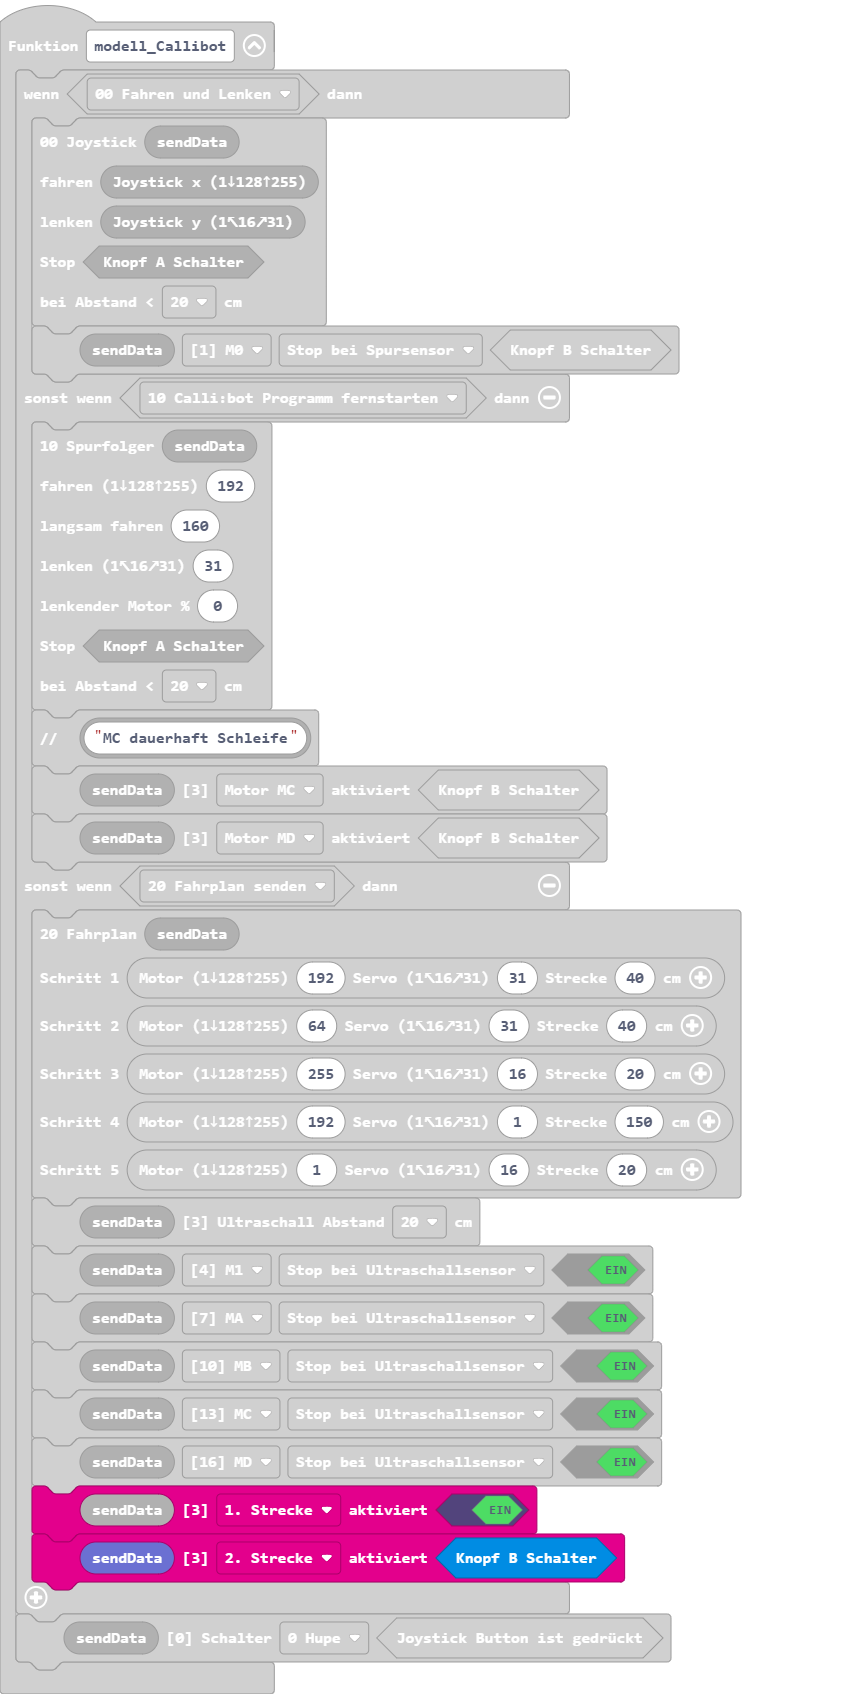 Funktion modell_Callibot
wenn 00 Fahren und Lenken dann
00 Joystick sendData
fahren Joystick x (1↓128↑255)
lenken Joystick y (1↖16↗31)
Stop Knopf A Schalter
bei Abstand < 20 cm
sendData [1] M0 Stop bei Spursensor Knopf B Schalter
sonst wenn 10 Calli:bot Programm fernstarten dann
10 Spurfolger sendData
fahren (1↓128↑255) 192
langsam fahren 160
lenken (1↖16↗31) 31
lenkender Motor % 0
Stop Knopf A Schalter
bei Abstand < 20 cm
// "MC dauerhaft Schleife"
sendData [3] Motor MC aktiviert Knopf B Schalter
sendData [3] Motor MD aktiviert Knopf B Schalter
sonst wenn 20 Fahrplan senden dann
20 Fahrplan sendData
Schritt 1 Motor (1↓128↑255) 192 Servo (1↖16↗31) 31 Strecke 40 cm
Schritt 2 Motor (1↓128↑255) 64 Servo (1↖16↗31) 31 Strecke 40 cm
Schritt 3 Motor (1↓128↑255) 255 Servo (1↖16↗31) 16 Strecke 20 cm
Schritt 4 Motor (1↓128↑255) 192 Servo (1↖16↗31) 1 Strecke 150 cm
Schritt 5 Motor (1↓128↑255) 1 Servo (1↖16↗31) 16 Strecke 20 cm
sendData [3] Ultraschall Abstand 20 cm
sendData [4] M1 Stop bei Ultraschallsensor EIN
sendData [7] MA Stop bei Ultraschallsensor EIN
sendData [10] MB Stop bei Ultraschallsensor EIN
sendData [13] MC Stop bei Ultraschallsensor EIN
sendData [16] MD Stop bei Ultraschallsensor EIN
sendData [3] 1. Strecke aktiviert EIN
sendData [3] 2. Strecke aktiviert Knopf B Schalter
sendData [0] Schalter 0 Hupe Joystick Button ist gedrückt